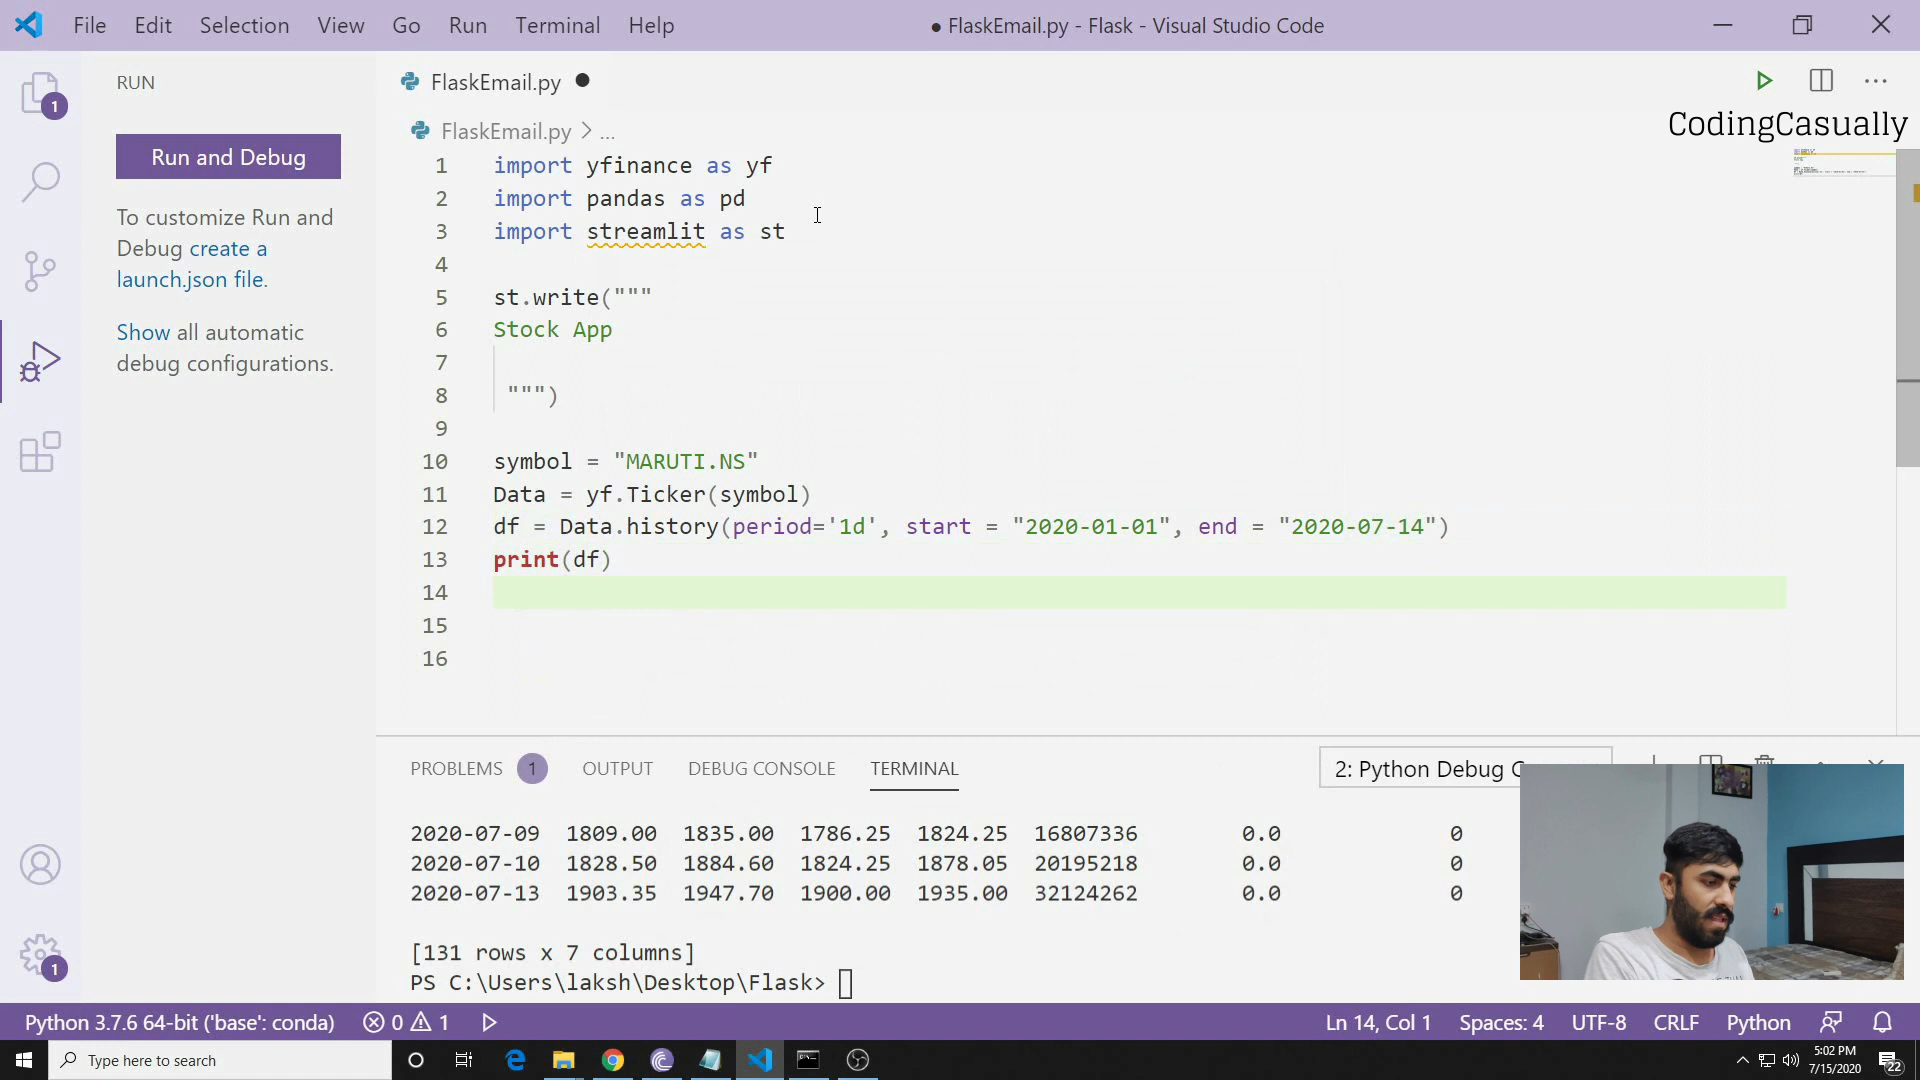 File Edit Selection View Go Run Terminal Help
● FlaskEmail.py - Flask - Visual Studio Code
RUN
FlaskEmail.py
CodingCasually
1
FlaskEmail.py > ...
Run and Debug
To customize Run and
Debug create a
launch.json file.
Show all automatic
debug configurations.
1 import yfinance as yf
2 import pandas as pd
3 import streamlit as st
4
5 st.write("""
6 Stock App
7
8 """)
9
10 symbol = "MARUTI.NS"
11 Data = yf.Ticker(symbol)
12 df = Data.history(period='1d', start = "2020-01-01", end = "2020-07-14")
13 print(df)
14
15
16
PROBLEMS 1 OUTPUT DEBUG CONSOLE TERMINAL
2: Python Debug
2020-07-09 1809.00 1835.00 1786.25 1824.25 16807336 0.0 0
2020-07-10 1828.50 1884.60 1824.25 1878.05 20195218 0.0 0
2020-07-13 1903.35 1947.70 1900.00 1935.00 32124262 0.0 0
[131 rows x 7 columns]
PS C:\Users\laksh\Desktop\Flask>
1
Python 3.7.6 64-bit ('base': conda) 0 1
Ln 14, Col 1 Spaces: 4 UTF-8 CRLF Python
Type here to search
5:02 PM
7/15/2020
22